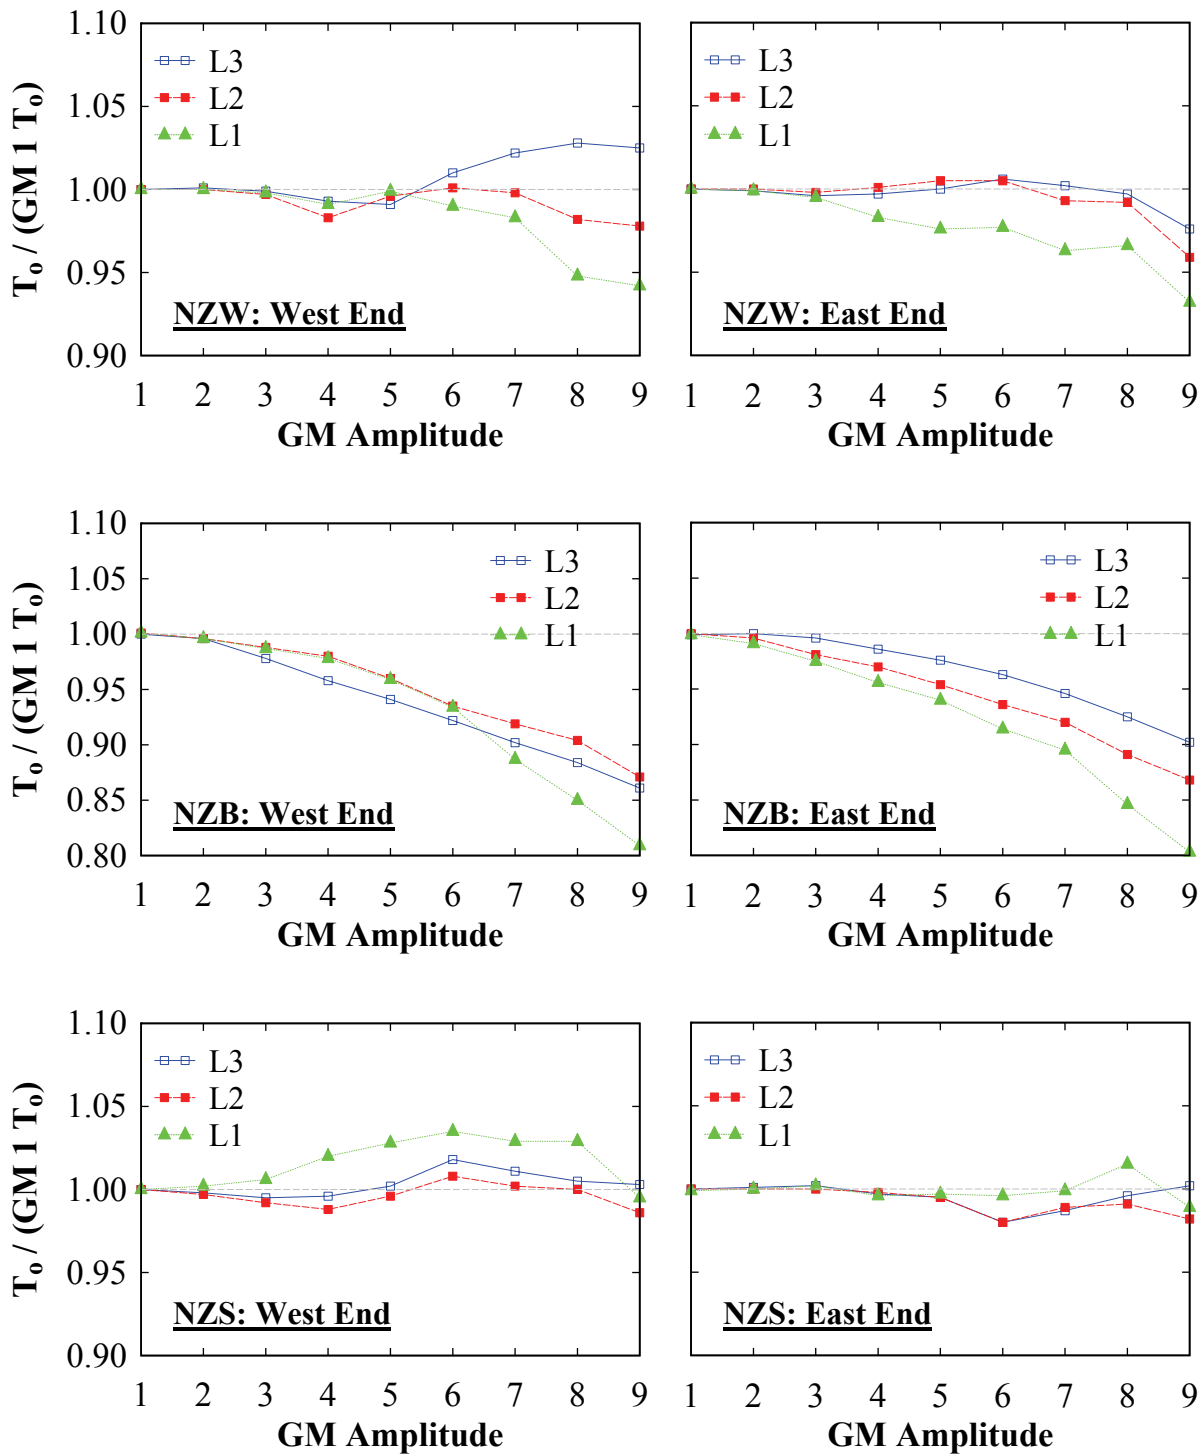 1.10
1.05
1.00
0.95
0.90
T₀ / (GM 1 T₀)
L3
L2
L1
NZW: West End
1 2 3 4 5 6 7 8 9
GM Amplitude
L3
L2
L1
NZW: East End
1 2 3 4 5 6 7 8 9
GM Amplitude
1.10
1.05
1.00
0.95
0.90
0.85
0.80
T₀ / (GM 1 T₀)
L3
L2
L1
NZB: West End
1 2 3 4 5 6 7 8 9
GM Amplitude
L3
L2
L1
NZB: East End
1 2 3 4 5 6 7 8 9
GM Amplitude
1.10
1.05
1.00
0.95
0.90
T₀ / (GM 1 T₀)
L3
L2
L1
NZS: West End
1 2 3 4 5 6 7 8 9
GM Amplitude
L3
L2
L1
NZS: East End
1 2 3 4 5 6 7 8 9
GM Amplitude